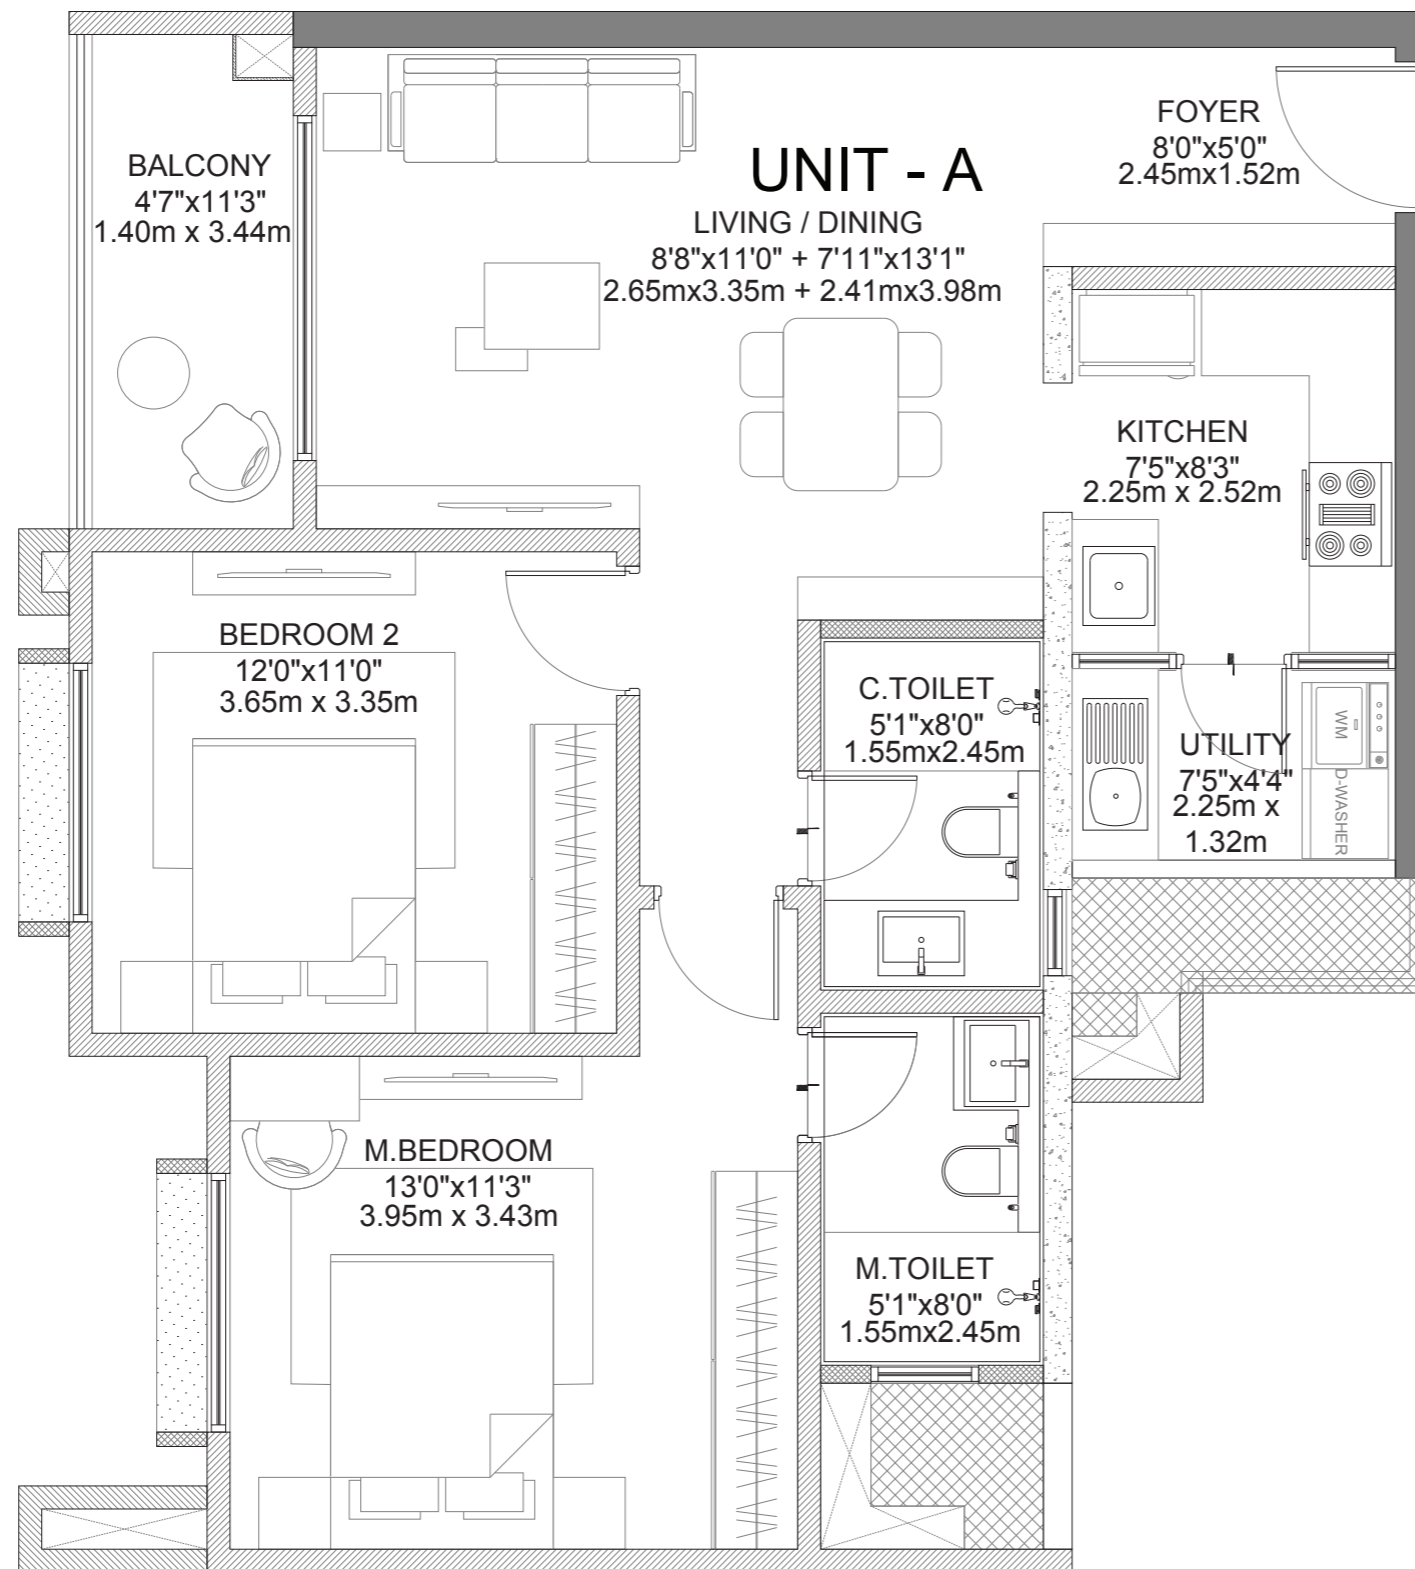 FOYER
8'0"x5'0"
2.45mx1.52m
BALCONY
4'7"x11'3"
1.40m x 3.44m
UNIT - A
LIVING / DINING
8'8"x11'0" + 7'11"x13'1"
2.65mx3.35m + 2.41mx3.98m
KITCHEN
7'5"x8'3"
2.25m x 2.52m
BEDROOM 2
12'0"x11'0"
3.65m x 3.35m
C.TOILET
5'1"x8'0"
1.55mx2.45m
UTILITY
7'5"x4'4"
2.25m x
1.32m
WM
D-WASHER
M.BEDROOM
13'0"x11'3"
3.95m x 3.43m
M.TOILET
5'1"x8'0"
1.55mx2.45m